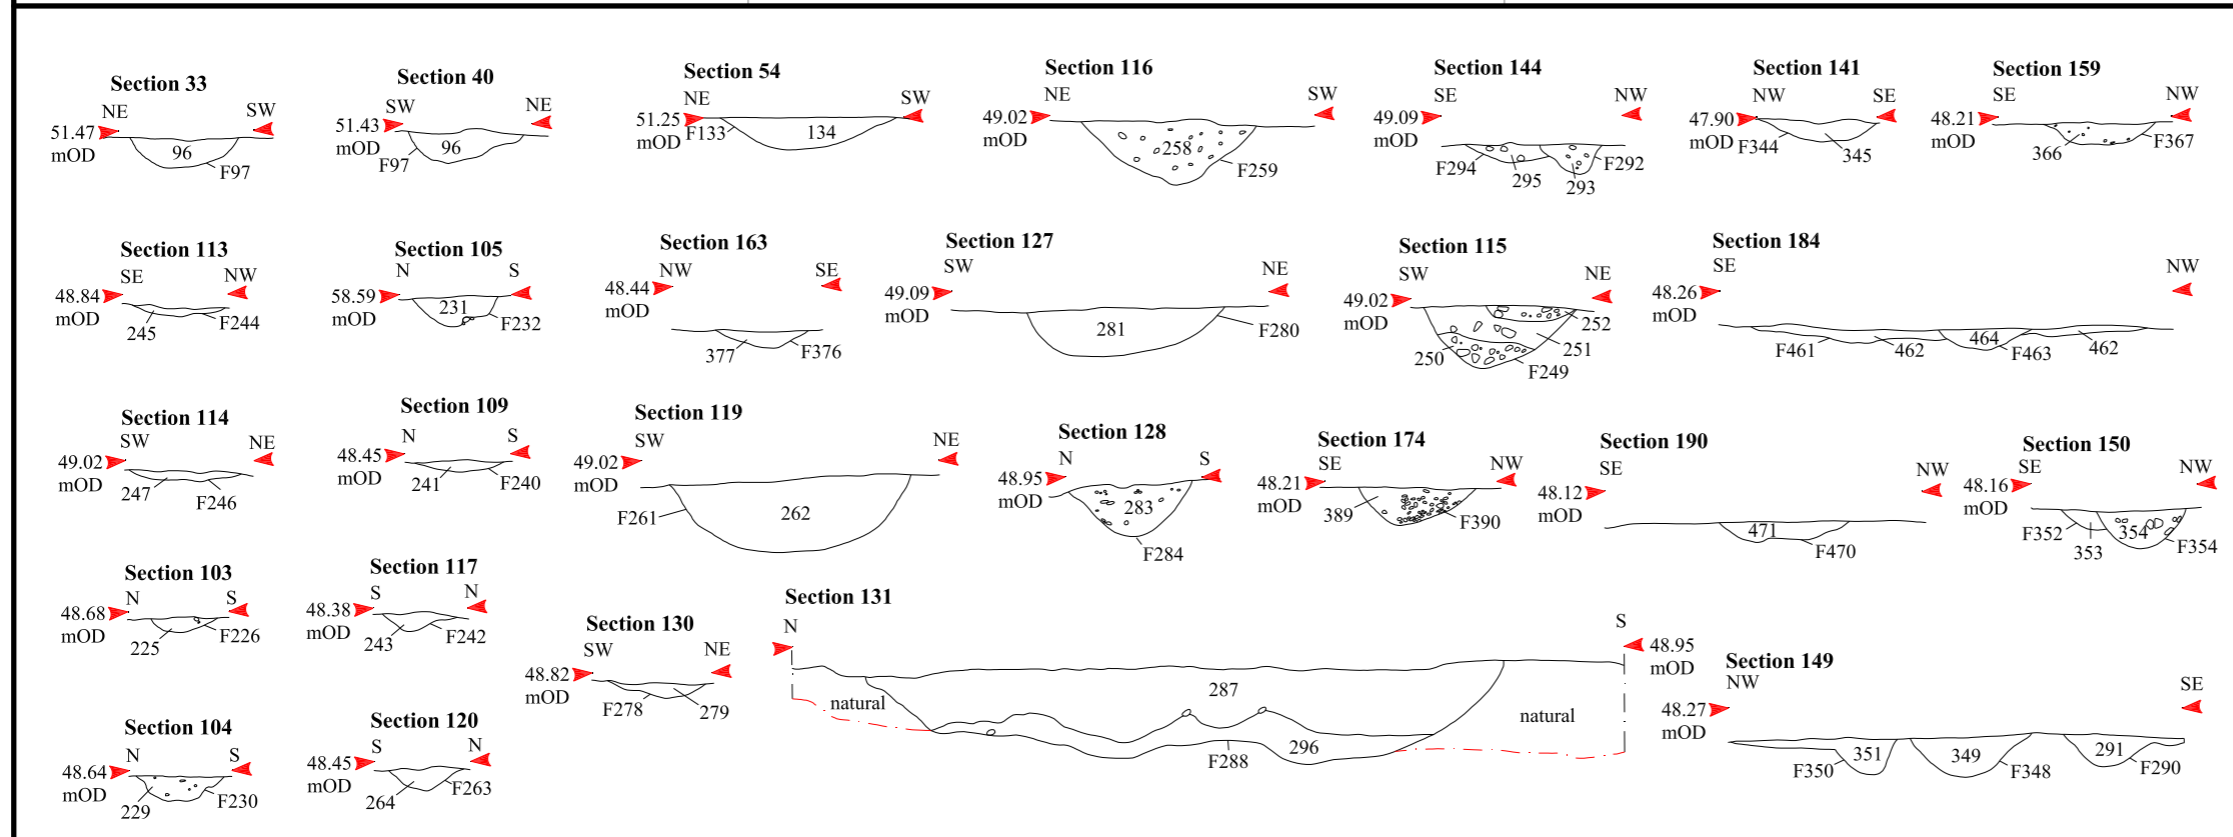 Section 33
NE SW
51.47
mOD
96
F97
Section 40
SW NE
51.43
mOD
96
F97
Section 54
NE SW
51.25
mOD
F133
134
Section 116
NE SW
49.02
mOD
258
F259
Section 144
SE NW
49.09
mOD
F294
295
293
F292
Section 141
NW SE
47.90
mOD
F344
345
Section 159
SE NW
48.21
mOD
366
F367
Section 113
SE NW
48.84
mOD
245
F244
Section 105
N S
58.59
mOD
231
F232
Section 163
NW SE
48.44
mOD
377
F376
Section 127
SW NE
49.09
mOD
281
F280
Section 115
SW NE
49.02
mOD
252
251
250
F249
Section 184
SE NW
48.26
mOD
F461
462
464
F463
462
Section 114
SW NE
49.02
mOD
247
F246
Section 109
N S
48.45
mOD
241
F240
Section 119
SW NE
49.02
mOD
F261
262
Section 128
N S
48.95
mOD
283
F284
Section 174
SE NW
48.21
mOD
389
F390
Section 190
SE NW
48.12
mOD
471
F470
Section 150
SE NW
48.16
mOD
F352
353
354
F354
Section 103
N S
48.68
mOD
225
F226
Section 117
S N
48.38
mOD
243
F242
Section 130
SW NE
48.82
mOD
F278
279
Section 131
N S
48.95
mOD
natural
287
natural
296
F288
Section 149
NW SE
48.27
mOD
F350
351
349
F348
291
F290
Section 104
N S
48.64
mOD
229
F230
Section 120
S N
48.45
mOD
264
F263